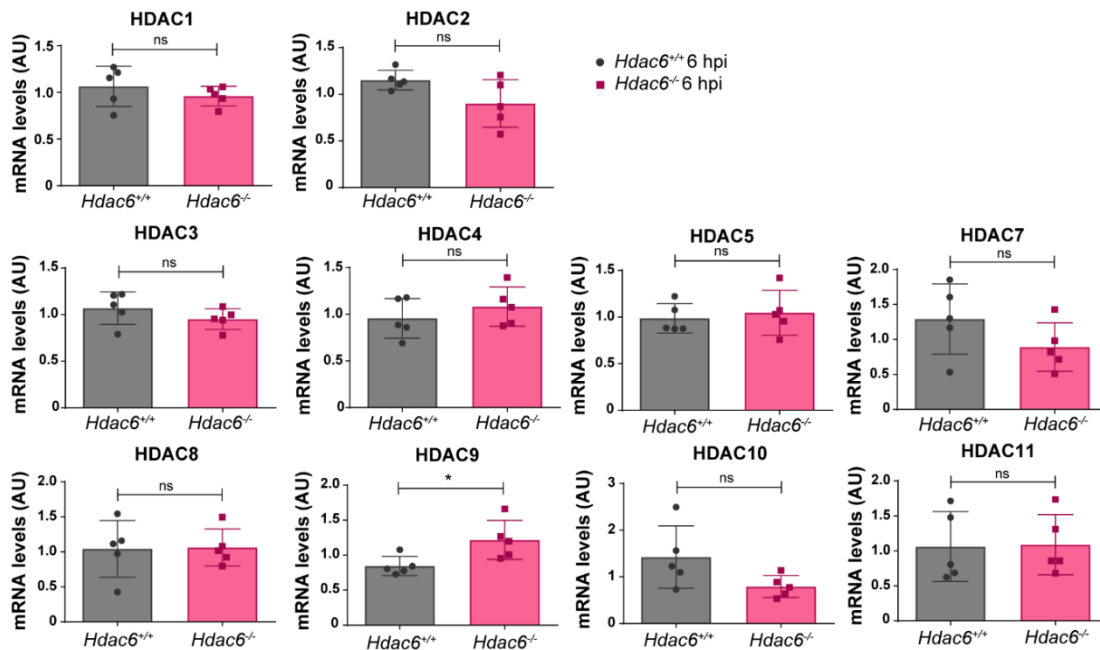 HDAC1
ns
mRNA levels (AU)
1.5
1.0
0.5
0
Hdac6+/+
Hdac6-/-
HDAC2
ns
mRNA levels (AU)
1.5
1.0
0.5
0
Hdac6+/+
Hdac6-/-
Hdac6+/+ 6 hpi
Hdac6-/- 6 hpi
HDAC3
ns
mRNA levels (AU)
1.5
1.0
0.5
0
Hdac6+/+
Hdac6-/-
HDAC4
ns
mRNA levels (AU)
1.5
1.0
0.5
0
Hdac6+/+
Hdac6-/-
HDAC5
ns
mRNA levels (AU)
1.5
1.0
0.5
0
Hdac6+/+
Hdac6-/-
HDAC7
ns
mRNA levels (AU)
2.0
1.5
1.0
0.5
0
Hdac6+/+
Hdac6-/-
HDAC8
ns
mRNA levels (AU)
2.0
1.5
1.0
0.5
0
Hdac6+/+
Hdac6-/-
HDAC9
*
mRNA levels (AU)
2.0
1.5
1.0
0.5
0
Hdac6+/+
Hdac6-/-
HDAC10
ns
mRNA levels (AU)
3
2
1
0
Hdac6+/+
Hdac6-/-
HDAC11
ns
mRNA levels (AU)
2.0
1.5
1.0
0.5
0
Hdac6+/+
Hdac6-/-